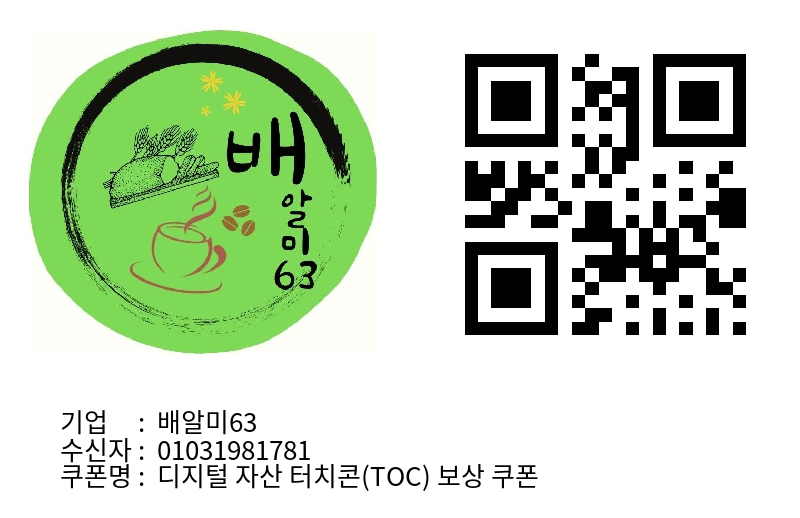 배
알
미
63
기업 : 배알미63
수신자 : 01031981781
쿠폰명 : 디지털 자산 터치콘(TOC) 보상 쿠폰